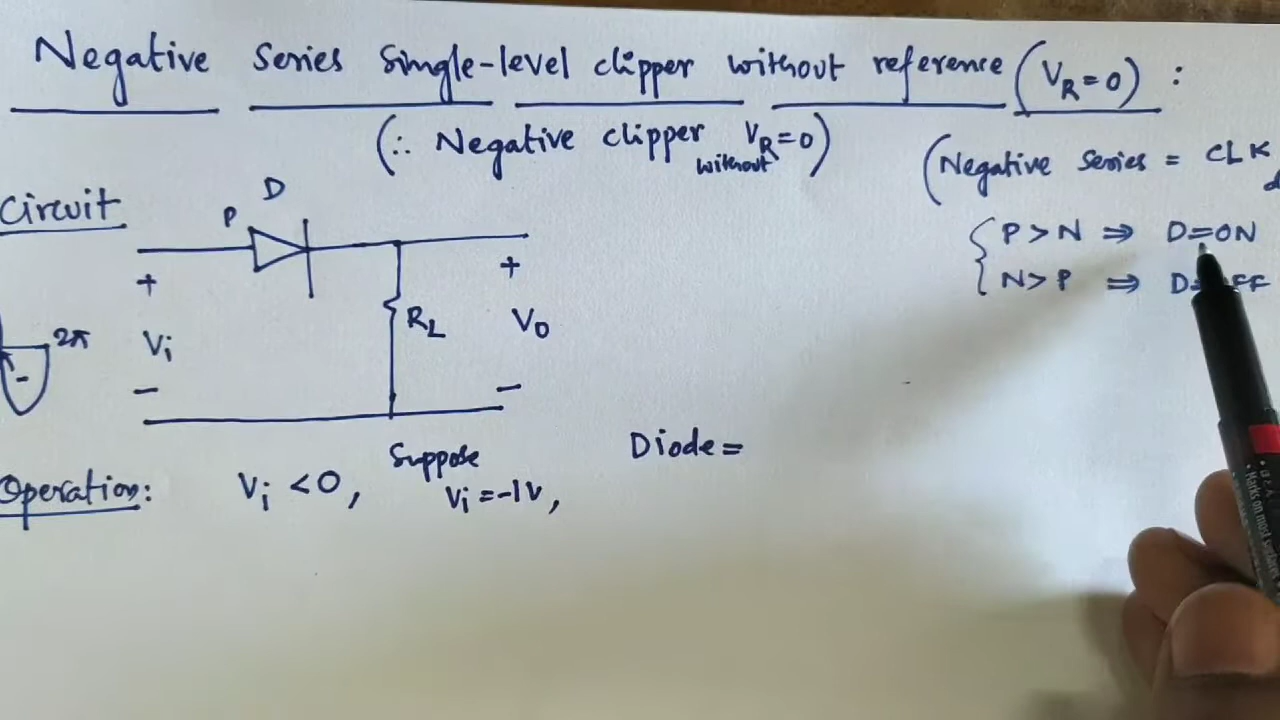 Negative Series Single-level clipper without reference (VR=0) :
(∴ Negative clipper without VR=0)
(Negative Series = CLK
Circuit
D
P
P>N ⇒ D=ON
N>P ⇒
+ +
RL
Vi Vo
2π
-
- -
Operation: Vi <0, Suppose Vi =-1V, Diode=